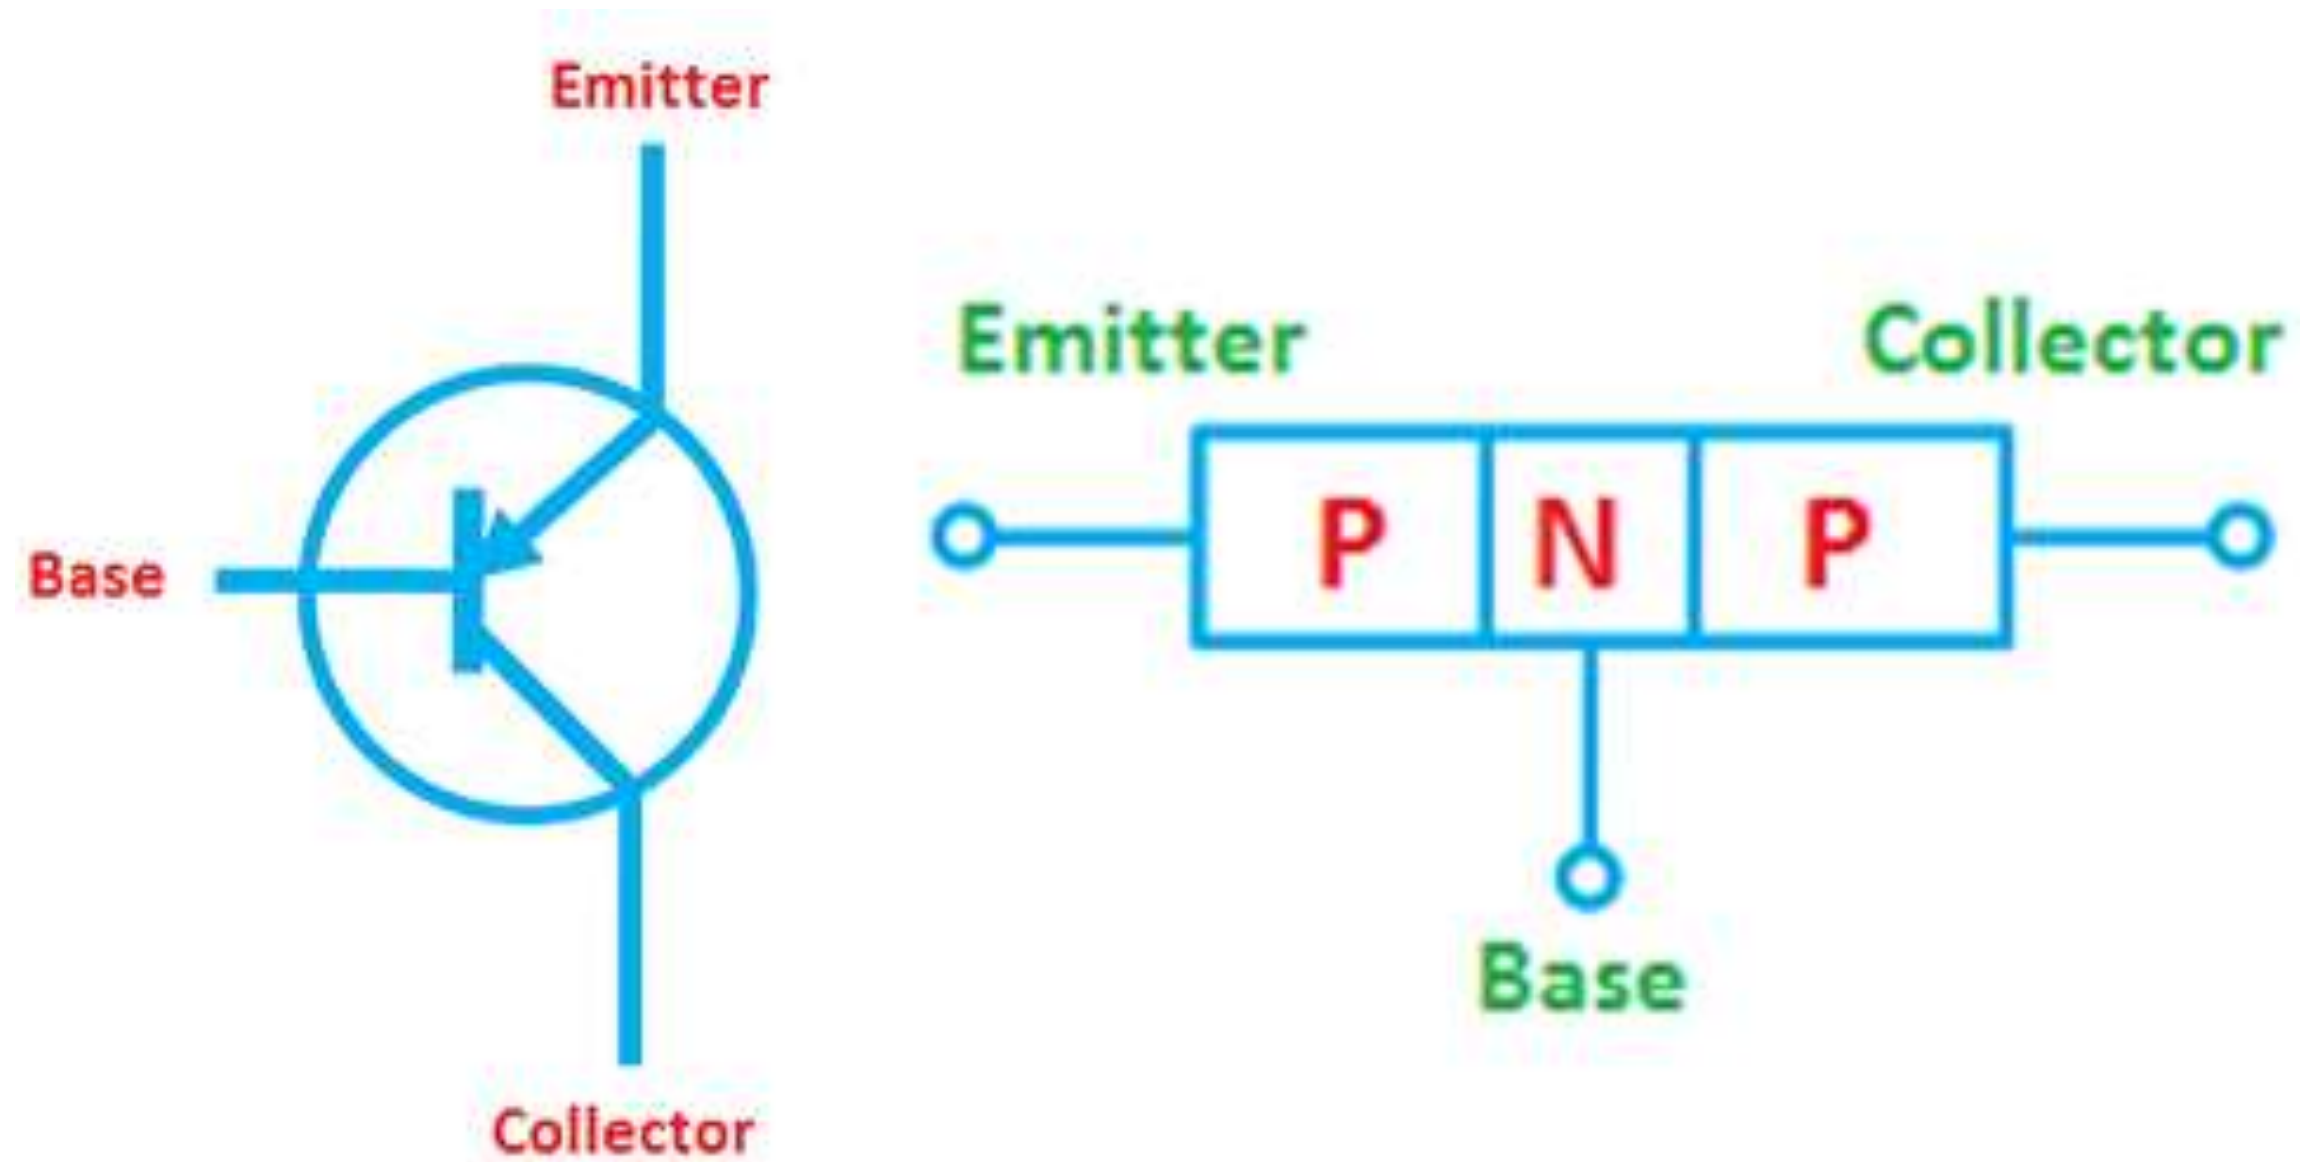 Emitter
Base
Collector
Emitter
Collector
P N P
Base